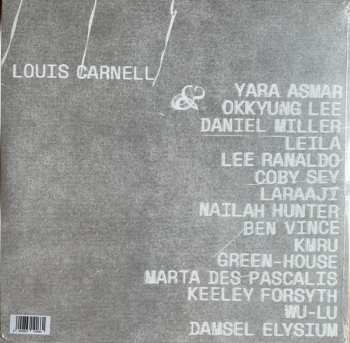 LOUIS CARNELL
&
YARA ASMAR
OKKYUNG LEE
DANIEL MILLER
LEILA
LEE RANALDO
COBY SEY
LARAAJI
NAILAH HUNTER
BEN VINCE
KMRU
GREEN-HOUSE
MARTA DES PASCALIS
KEELEY FORSYTH
WU-LU
DAMSEL ELYSIUM